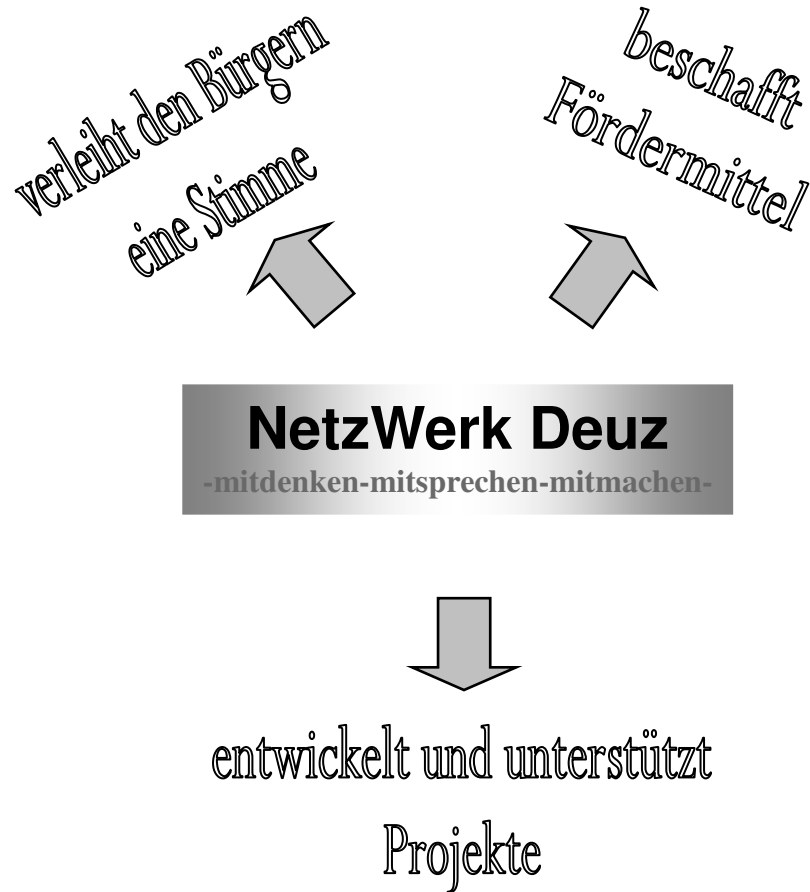 verleiht den Bürgern
eine Stimme
beschafft
Fördermittel
NetzWerk Deuz
-mitdenken-mitsprechen-mitmachen-
entwickelt und unterstützt
Projekte